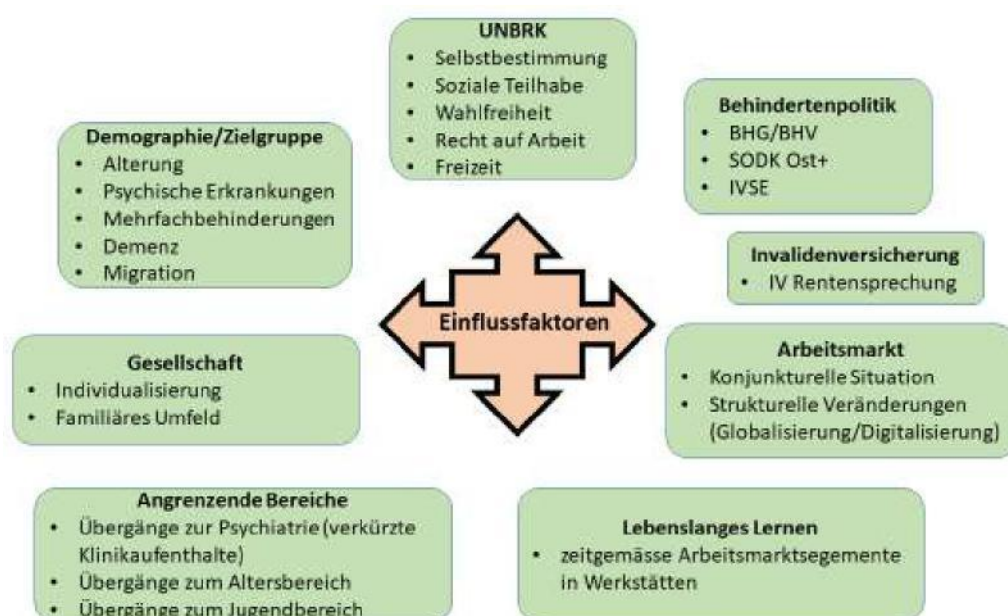 UNBRK
• Selbstbestimmung
• Soziale Teilhabe
• Wahlfreiheit
• Recht auf Arbeit
• Freizeit
Behindertenpolitik
• BHG/BHV
• SODK Ost+
• IVSE
Demographie/Zielgruppe
• Alterung
• Psychische Erkrankungen
• Mehrfachbehinderungen
• Demenz
• Migration
Invalidenversicherung
• IV Rentensprechung
Einflussfaktoren
Gesellschaft
• Individualisierung
• Familiäres Umfeld
Arbeitsmarkt
• Konjunkturelle Situation
• Strukturelle Veränderungen
(Globalisierung/Digitalisierung)
Angrenzende Bereiche
• Übergänge zur Psychiatrie (verkürzte
Klinikaufenthalte)
• Übergänge zum Altersbereich
• Übergänge zum Jugendbereich
Lebenslanges Lernen
• zeitgemässe Arbeitsmarktsegemente
in Werkstätten